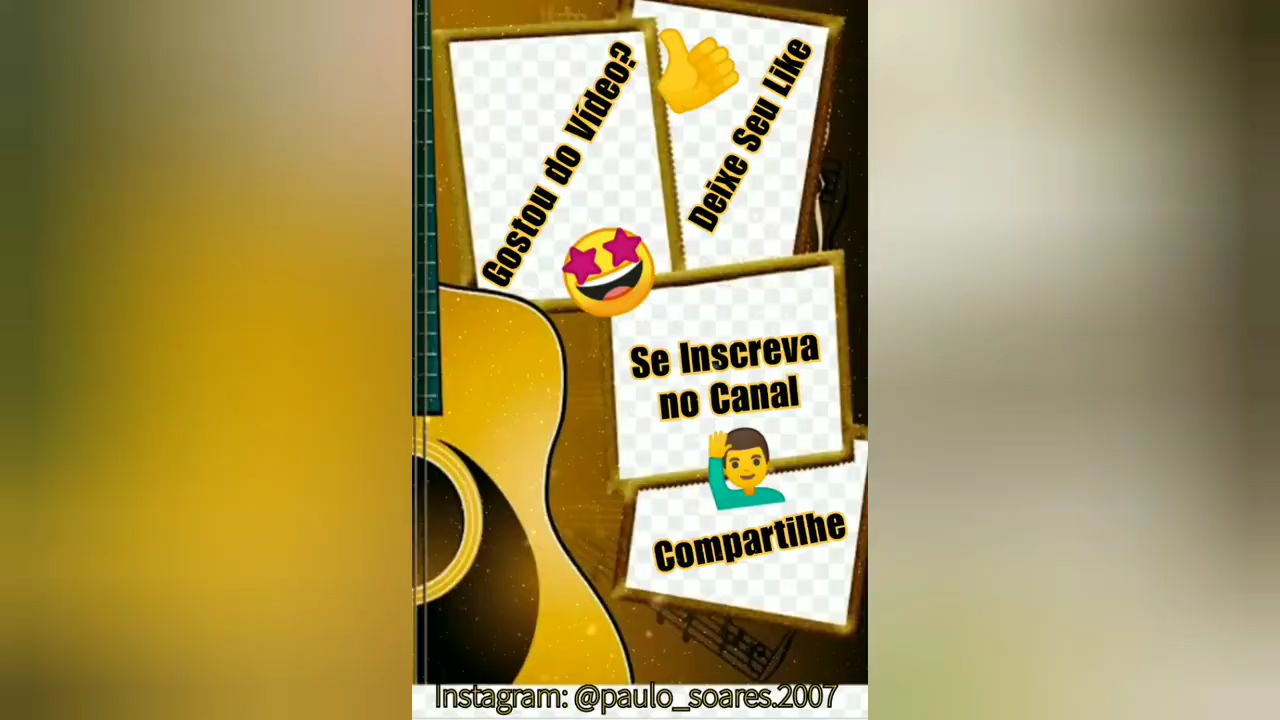 Gostou do Vídeo?
Deixe Seu Like
Se Inscreva
no Canal
Compartilhe
Instagram: @paulo_soares.2007